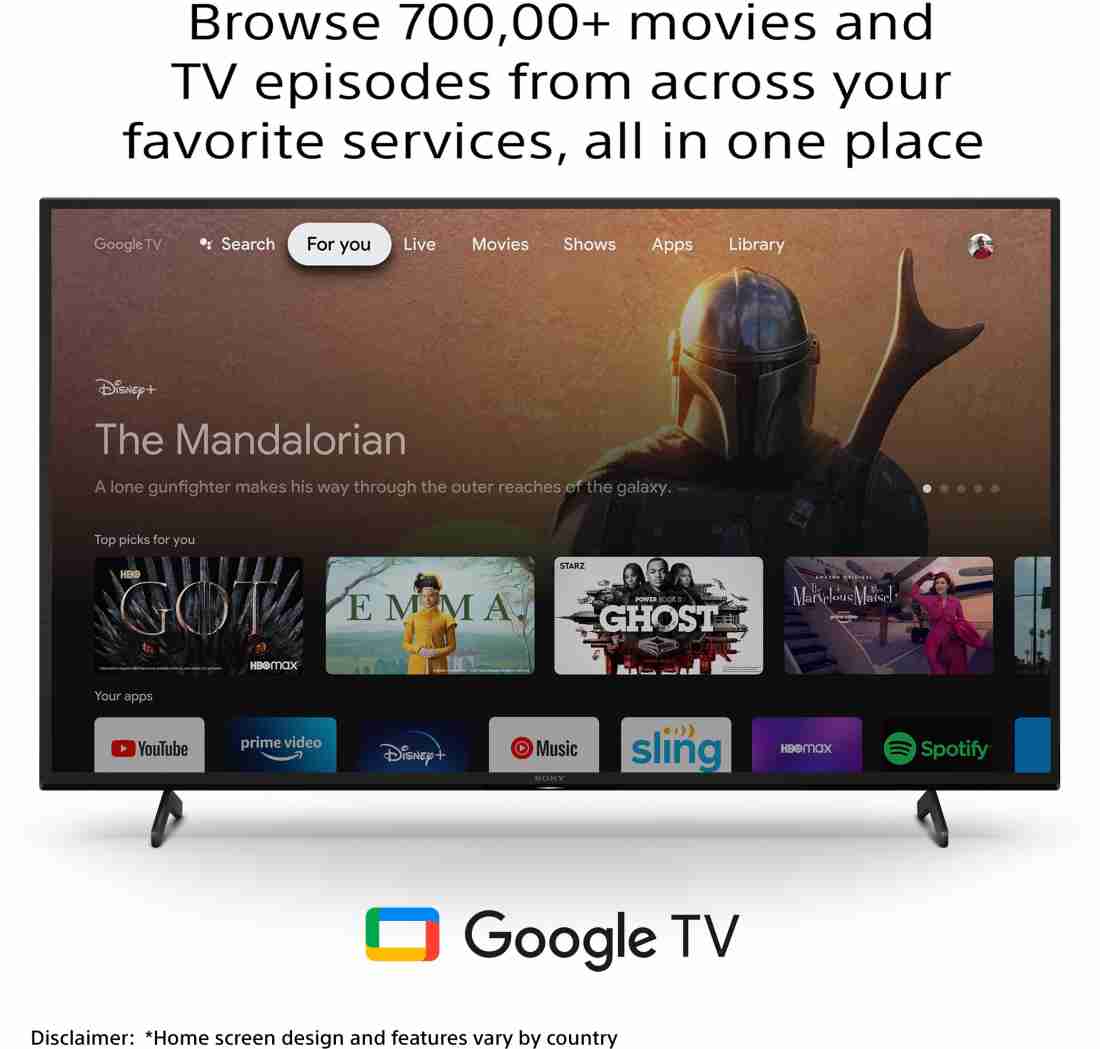 Browse 700,00+ movies and
TV episodes from across your
favorite services, all in one place
Google TV Search For you Live Movies Shows Apps Library
Disney+
The Mandalorian
A lone gunfighter makes his way through the outer reaches of the galaxy.
Top picks for you
HBO
GOT
HBOmax
EMMA
STARZ
POWER BOOK II
GHOST
AMAZON ORIGINAL
The Marvelous Mrs. Maisel
prime video
Your apps
YouTube
prime video
Disney+
Music
sling
HBOmax
Spotify
SONY
Google TV
Disclaimer: *Home screen design and features vary by country